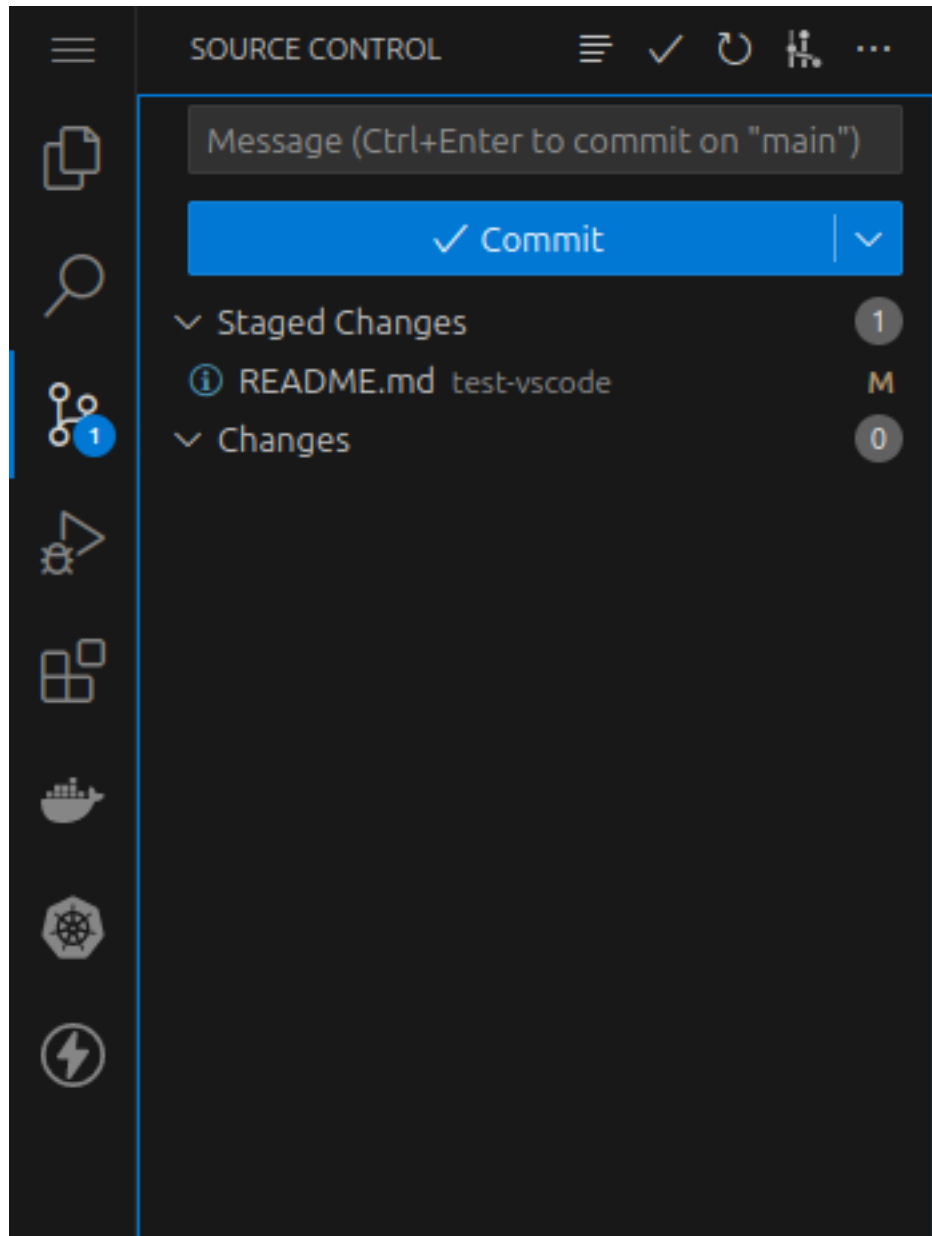 SOURCE CONTROL
Message (Ctrl+Enter to commit on "main")
Commit
Staged Changes 1
README.md test-vscode M
1
Changes 0